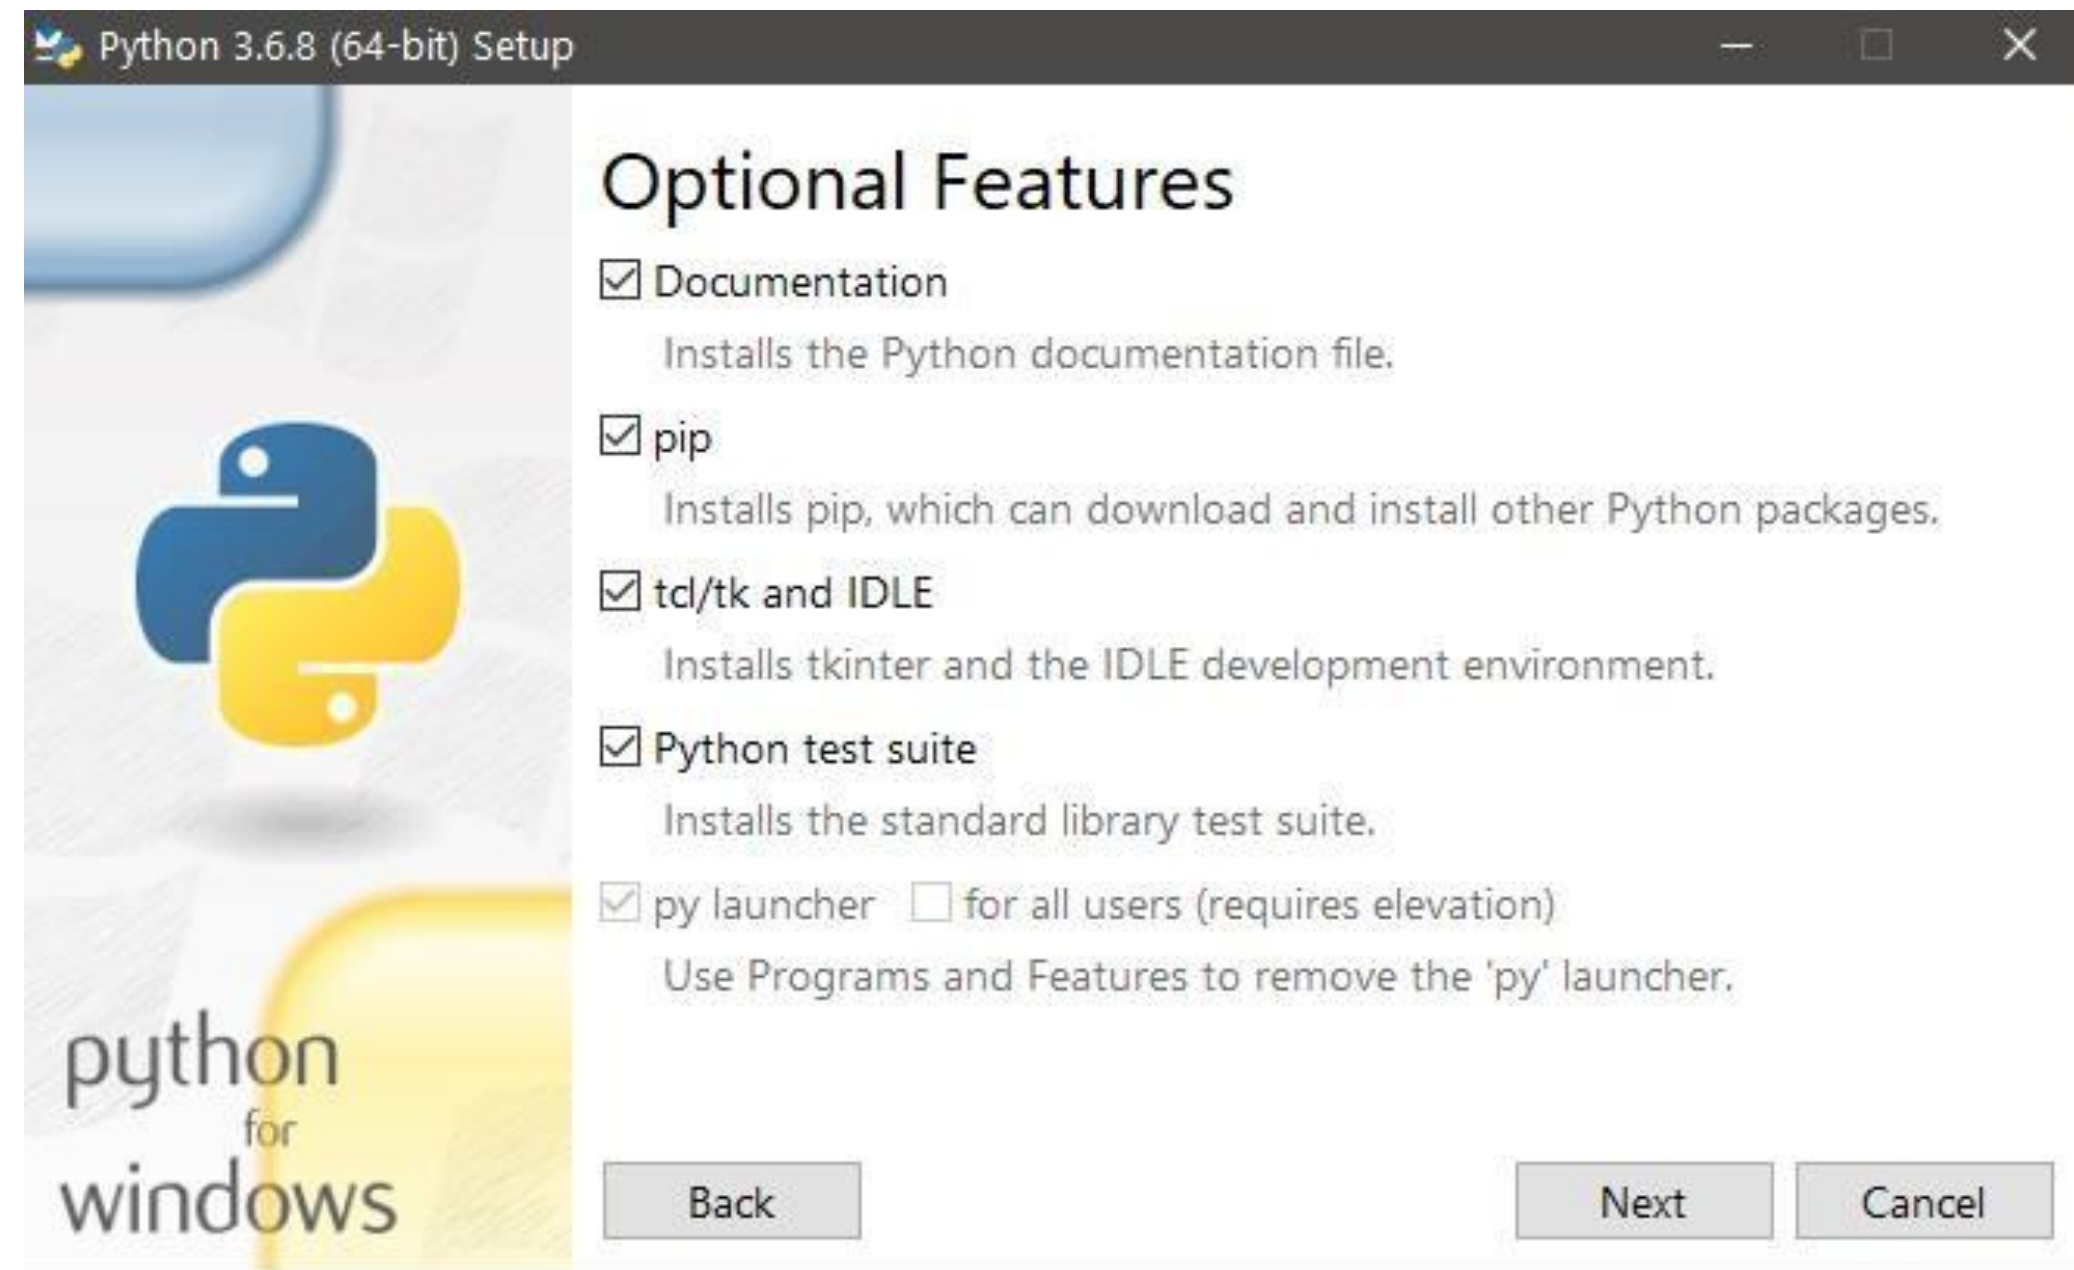 Python 3.6.8 (64-bit) Setup
Optional Features
Documentation
Installs the Python documentation file.
pip
Installs pip, which can download and install other Python packages.
tcl/tk and IDLE
Installs tkinter and the IDLE development environment.
Python test suite
Installs the standard library test suite.
py launcher for all users (requires elevation)
Use Programs and Features to remove the 'py' launcher.
python
for
windows
Back Next Cancel